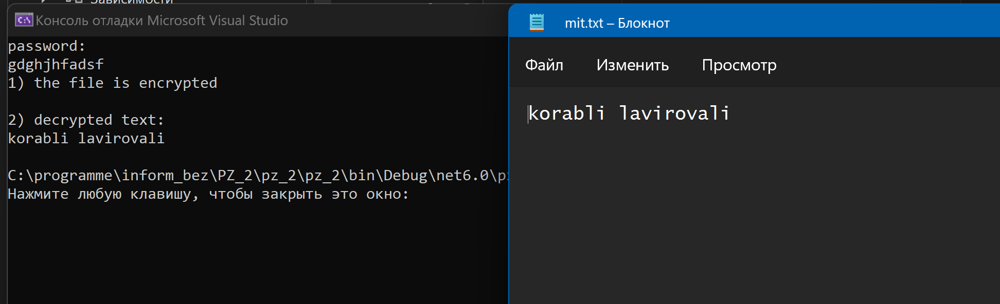 Зависимости
Консоль отладки Microsoft Visual Studio
password:
gdghjhfadsf
1) the file is encrypted
2) decrypted text:
korabli lavirovali
C:\programme\inform_bez\PZ_2\pz_2\pz_2\bin\Debug\net6.0\pz
Нажмите любую клавишу, чтобы закрыть это окно:
mit.txt – Блокнот
Файл Изменить Просмотр
korabli lavirovali